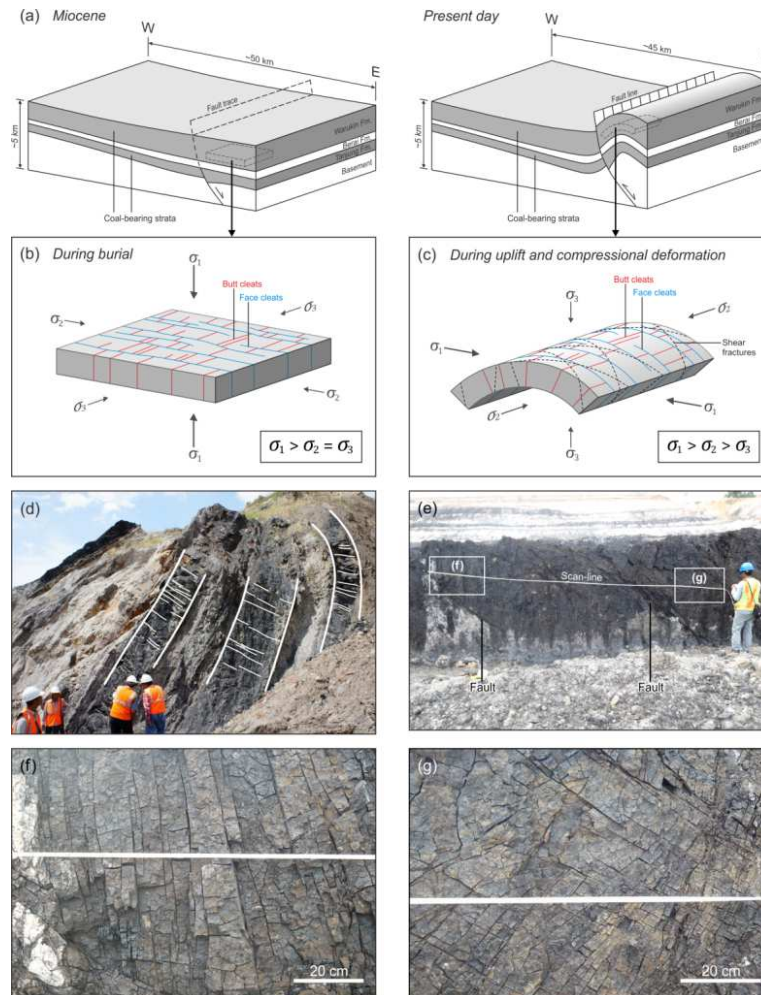 (a) Miocene
W
~50 km
E
Fault trace
~5 km
Warukin Fm.
Berai Fm.
Tanjung Fm.
Basement
Coal-bearing strata
Present day
W
~45 km
Fault line
~5 km
Warukin Fm.
Berai Fm.
Tanjung Fm.
Basement
Coal-bearing strata
(b) During burial
σ1
Butt cleats
Face cleats
σ3
σ2
σ2
σ3
σ1
σ1 > σ2 = σ3
(c) During uplift and compressional deformation
σ3
Butt cleats
Face cleats
σ2
Shear
fractures
σ1
σ2
σ1
σ3
σ1 > σ2 > σ3
(d)
(e)
(f)
Scan-line
(g)
Fault
Fault
(f)
20 cm
(g)
20 cm